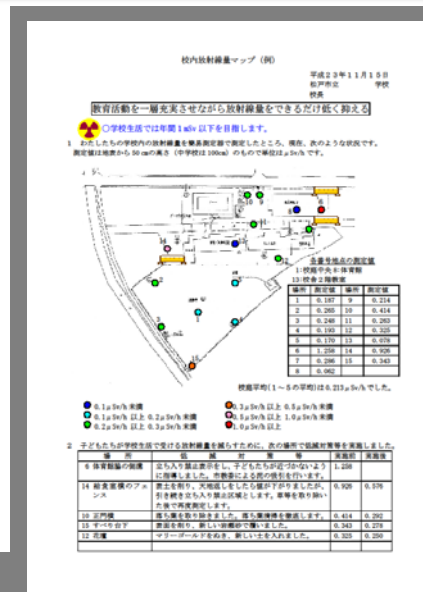 校内放射線量マップ（例）
平成23年11月15日
松戸市立　　学校
校長
教育活動を一層充実させながら放射線量をできるだけ低く抑える
○学校生活では年間1mSv以下を目指します。
1　わたしたちの学校内の放射線量を簡易測定器で測定したところ、現在、次のような状況です。
測定値は地表から50cmの高さ（中学校は100cm）のもので単位はμSv/hです。
各番号地点の測定値
1:校庭中央 8:体育館
13:校舎2階教室
場所 測定値 場所 測定値
1 0.187 9 0.214
2 0.265 10 0.414
3 0.248 11 0.263
4 0.193 12 0.325
5 0.170 13 0.078
6 1.258 14 0.926
7 0.286 15 0.343
8 0.062
校庭平均(1～5の平均)は0.213μSv/hでした。
0.1μSv/h未満
0.3μSv/h以上0.5μSv/h未満
0.1μSv/h以上0.2μSv/h未満
0.5μSv/h以上1.0μSv/h未満
0.2μSv/h以上0.3μSv/h未満
1.0μSv/h以上
2　子どもたちが学校生活で受ける放射線量を減らすために、次の場所で低減対策等を実施しました。
場所 低減対策等 実施前 実施後
6 体育館脇の側溝 立ち入り禁止表示をし、子どもたちが近づかないよう 1.258
に指導しました。市教委による泥の吸引を行います。
14 給食室横のフェ 表土を削り、天地返しをしたら値が下がりましたが、 0.926 0.576
ンス 引き続き立ち入り禁止区域とします。草等を取り除い
た後で再度測定します。
10 正門横 落ち葉を取り除きました。落ち葉清掃を徹底します。 0.414 0.292
15 すべり台下 表面を削り、新しい砂で覆いました。 0.343 0.278
12 花壇 マリーゴールドをぬき、新しい土を入れました。 0.325 0.250